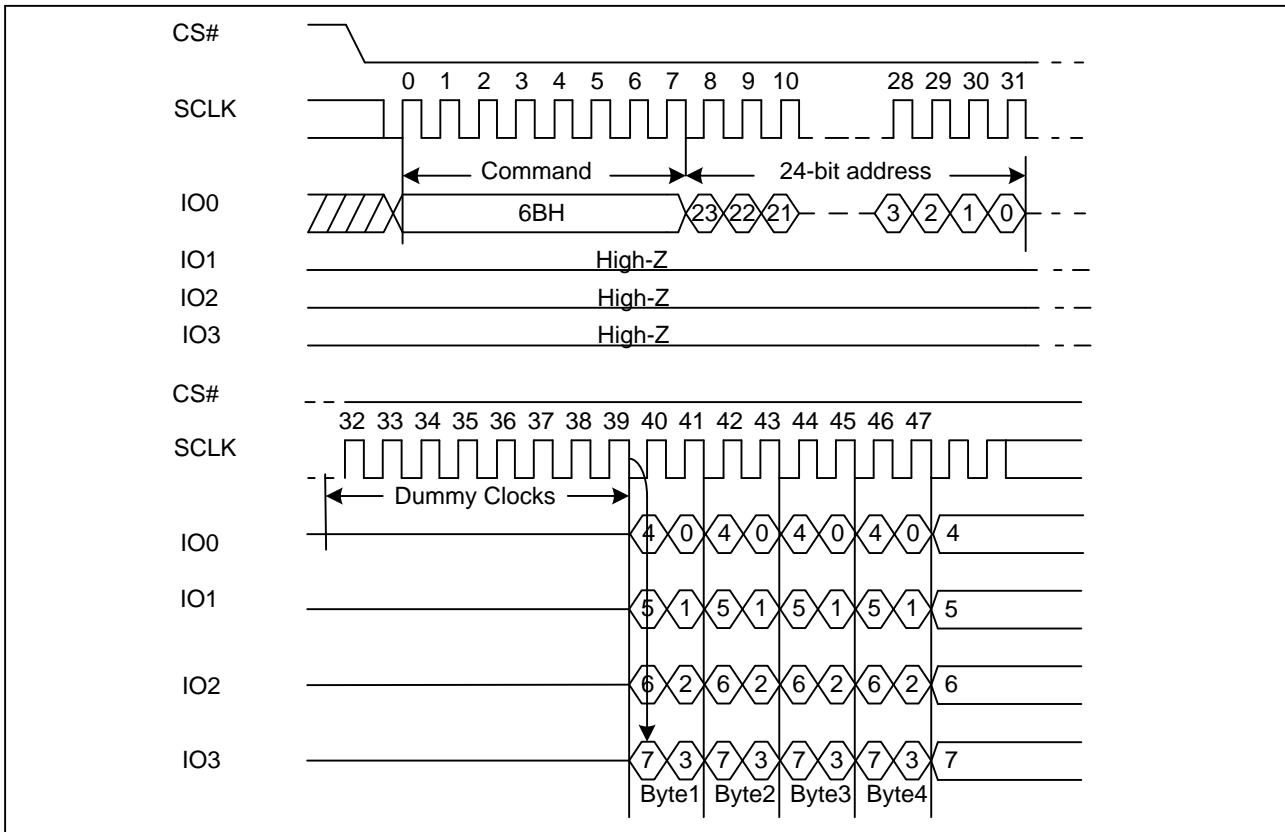 CS#
0 1 2 3 4 5 6 7 8 9 10 28 29 30 31
SCLK
Command 24-bit address
IO0 6BH 23 22 21 3 2 1 0
IO1 High-Z
IO2 High-Z
IO3 High-Z
CS#
32 33 34 35 36 37 38 39 40 41 42 43 44 45 46 47
SCLK
Dummy Clocks
IO0 4 0 4 0 4 0 4 0 4
IO1 5 1 5 1 5 1 5 1 5
IO2 6 2 6 2 6 2 6 2 6
IO3 7 3 7 3 7 3 7 3 7
Byte1 Byte2 Byte3 Byte4